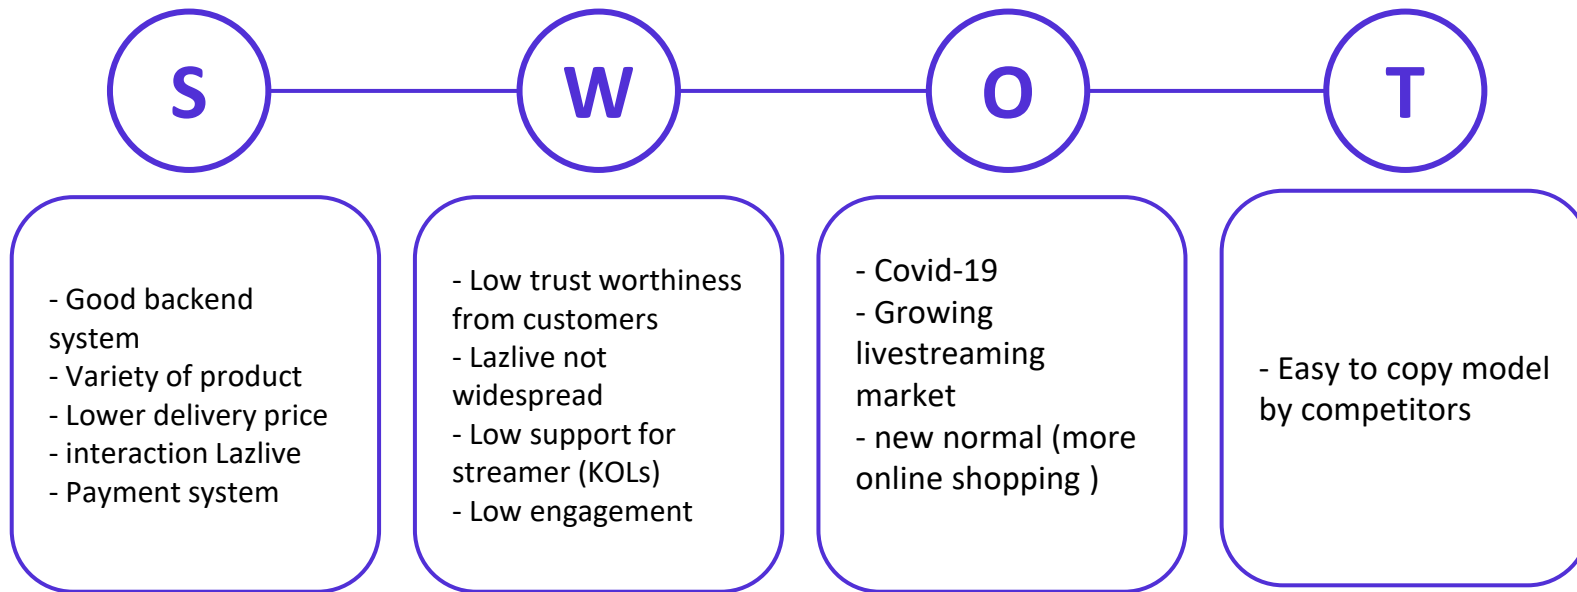 S
W
O
T
- Good backend
system
- Variety of product
- Lower delivery price
- interaction Lazlive
- Payment system
- Low trust worthiness
from customers
- Lazlive not
widespread
- Low support for
streamer (KOLs)
- Low engagement
- Covid-19
- Growing
livestreaming
market
- new normal (more
online shopping )
- Easy to copy model
by competitors